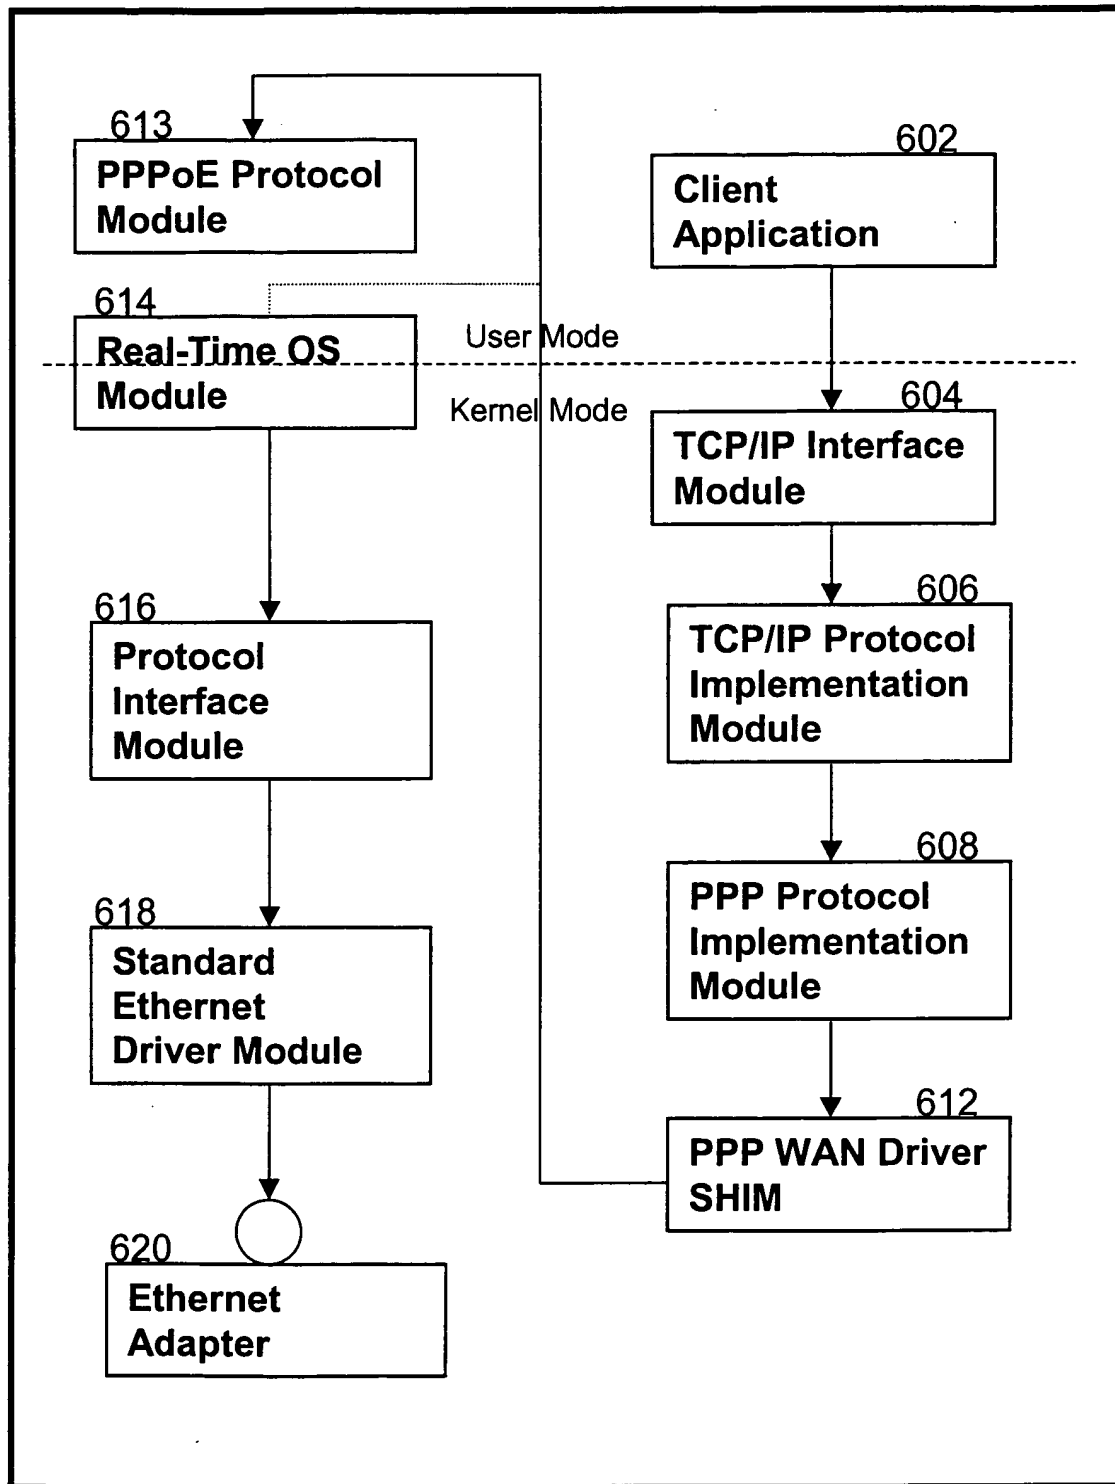 613
PPPoE Protocol
Module
602
Client
Application
614
Real-Time OS
Module
User Mode
Kernel Mode
604
TCP/IP Interface
Module
616
Protocol
Interface
Module
606
TCP/IP Protocol
Implementation
Module
618
Standard
Ethernet
Driver Module
608
PPP Protocol
Implementation
Module
612
PPP WAN Driver
SHIM
620
Ethernet
Adapter